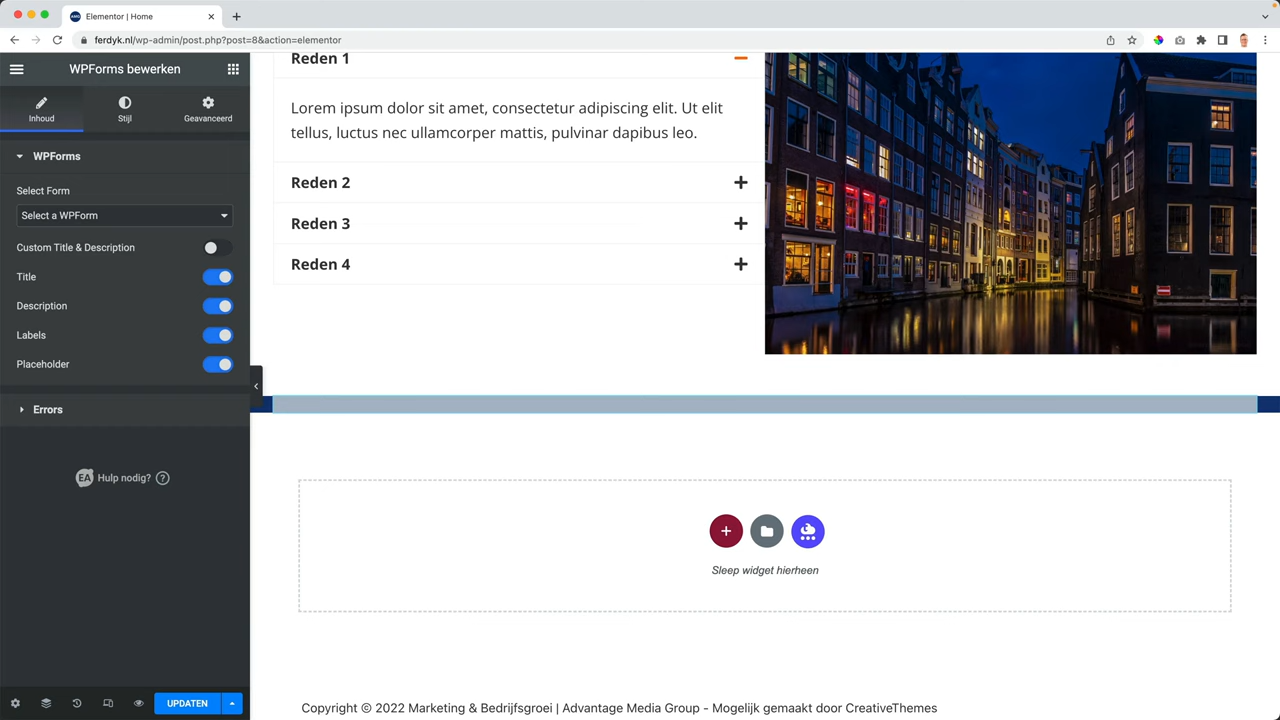 AMG
Elementor | Home
ferdyk.nl/wp-admin/post.php?post=8&action=elementor
WPForms bewerken
Inhoud
Stijl
Geavanceerd
WPForms
Select Form
Select a WPForm
Custom Title & Description
Title
Description
Labels
Placeholder
Errors
EA Hulp nodig? ?
UPDATEN
Reden 1
Lorem ipsum dolor sit amet, consectetur adipiscing elit. Ut elit
tellus, luctus nec ullamcorper mattis, pulvinar dapibus leo.
Reden 2
Reden 3
Reden 4
Sleep widget hierheen
Copyright © 2022 Marketing & Bedrijfsgroei | Advantage Media Group - Mogelijk gemaakt door CreativeThemes